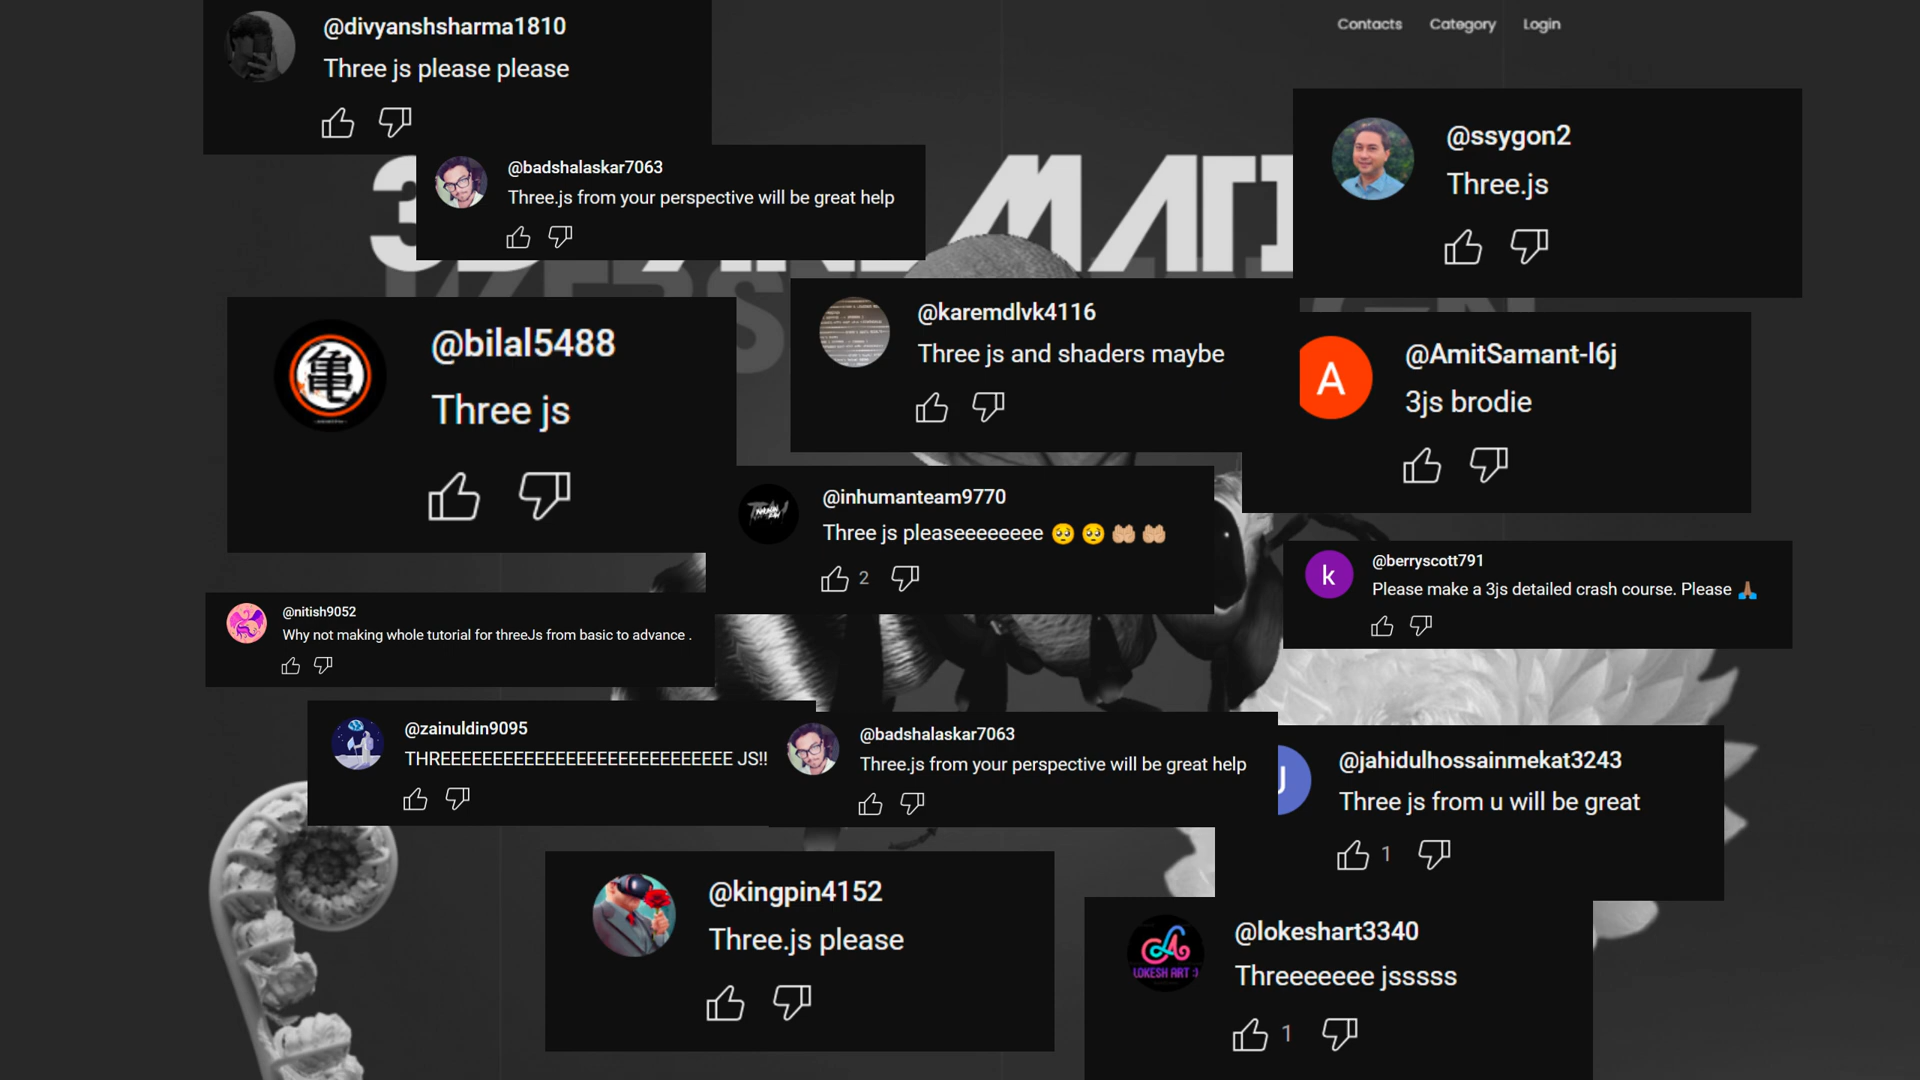 @divyanshsharma1810
Three js please please
Contacts Category Login
@badshalaskar7063
Three.js from your perspective will be great help
@ssygon2
Three.js
@bilal5488
Three js
@karemdlvk4116
Three js and shaders maybe
A
@AmitSamant-l6j
3js brodie
@inhumanteam9770
Three js pleaseeeeeeee 🥺 🥺 🤲🏼 🤲🏼
2
k
@berryscott791
Please make a 3js detailed crash course. Please 🙏🏾
@nitish9052
Why not making whole tutorial for threeJs from basic to advance .
@zainuldin9095
THREEEEEEEEEEEEEEEEEEEEEEEEEEE JS!!
@badshalaskar7063
Three.js from your perspective will be great help
@jahidulhossainmekat3243
Three js from u will be great
1
@kingpin4152
Three.js please
LOKESH ART :)
@lokeshart3340
Threeeeeee jsssss
1